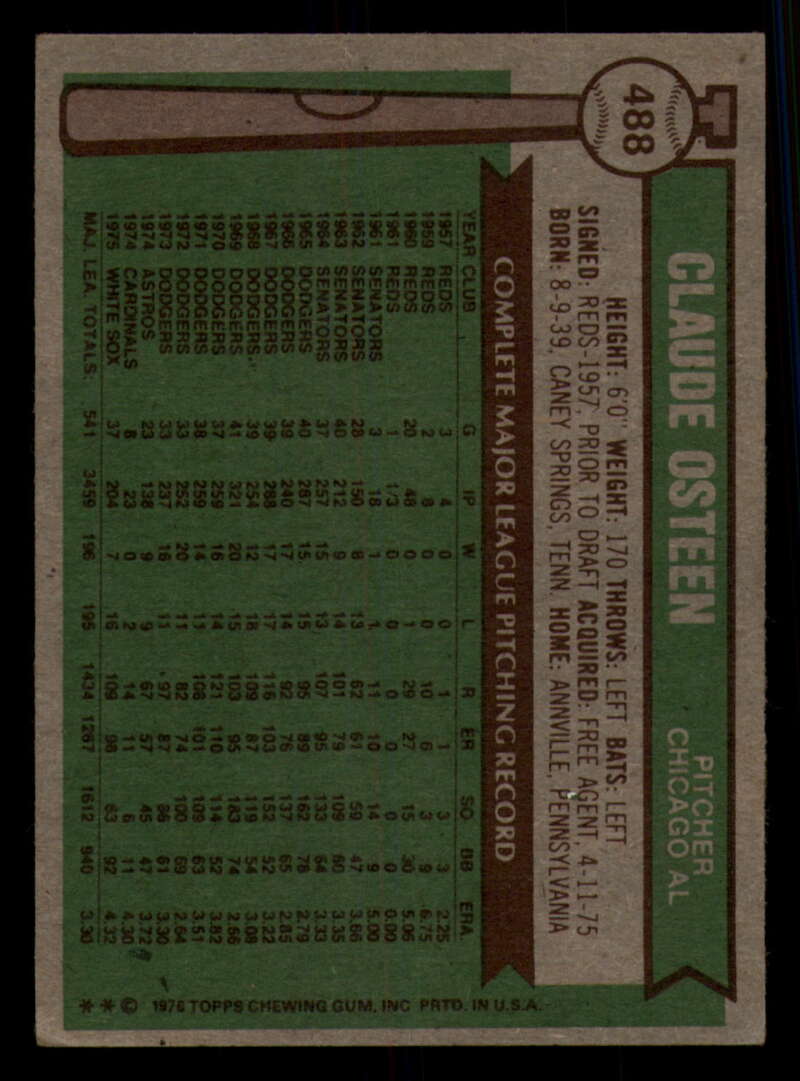 488
CLAUDE OSTEEN
PITCHER
CHICAGO AL
HEIGHT: 6'0" WEIGHT: 170 THROWS: LEFT BATS: LEFT
SIGNED: REDS-1957, PRIOR TO DRAFT ACQUIRED: FREE AGENT, 4-11-75
BORN: 8-9-39, CANEY SPRINGS, TENN. HOME: ANNVILLE, PENNSYLVANIA
COMPLETE MAJOR LEAGUE PITCHING RECORD
YEAR CLUB G IP W L R ER SO BB ERA
1957 REDS 3 4 0 0 1 1 3 3 2.25
1959 REDS 2 8 0 0 10 6 3 9 6.75
1960 REDS 20 48 0 1 29 27 15 30 5.06
1961 REDS 1 1/3 0 0 0 0 0 0 0.00
1961 SENATORS 3 18 1 1 11 10 14 9 5.00
1962 SENATORS 28 150 8 13 62 61 59 47 3.66
1963 SENATORS 40 212 9 14 101 79 109 60 3.35
1964 SENATORS 37 257 15 13 107 95 133 64 3.33
1965 DODGERS 40 287 15 15 95 89 162 78 2.79
1966 DODGERS 39 240 17 14 92 76 137 65 2.85
1967 DODGERS 39 288 17 17 116 103 152 52 3.22
1968 DODGERS 39 254 12 18 109 87 119 54 3.08
1969 DODGERS 41 321 20 15 103 95 183 74 2.66
1970 DODGERS 37 259 16 14 121 110 114 52 3.82
1971 DODGERS 38 259 14 11 108 101 109 63 3.51
1972 DODGERS 33 252 20 11 82 74 100 69 2.64
1973 DODGERS 33 237 16 11 97 87 86 61 3.30
1974 ASTROS 23 138 9 9 67 57 45 47 3.72
1974 CARDINALS 8 23 0 2 14 11 6 11 4.30
1975 WHITE SOX 37 204 7 16 109 98 63 92 4.32
MAJ. LEA. TOTALS: 541 3459 196 195 1434 1267 1612 940 3.30
* * © 1976 TOPPS CHEWING GUM, INC PRTD. IN U.S.A.